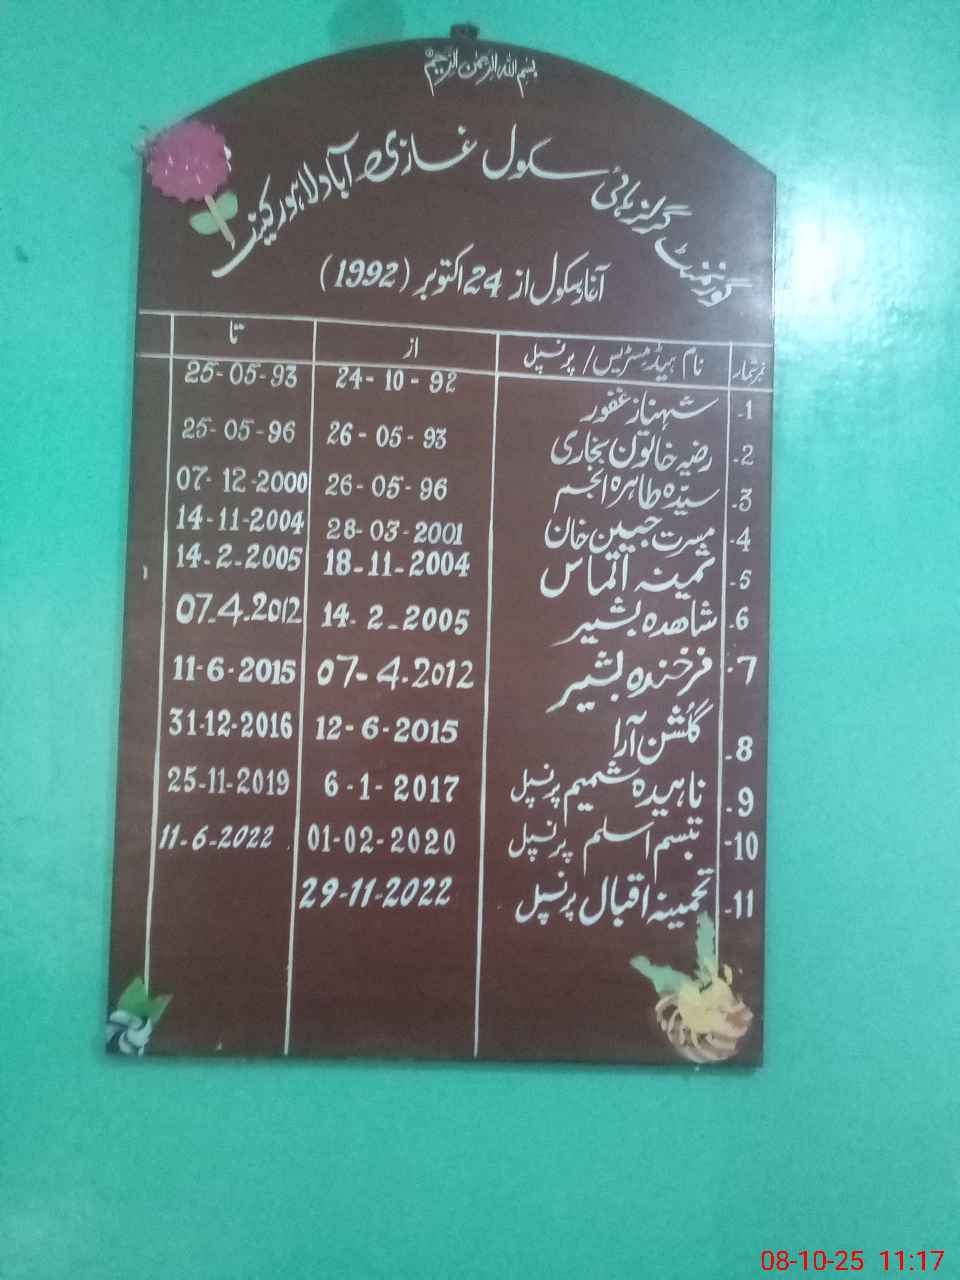 بسم اللہ الرحمٰن الرحیم
گورنمنٹ گرلز ہائی سکول غازی آباد لاہور کینٹ
آغاز سکول از 24 اکتوبر (1992)
نمبر شمار نام ہیڈ مسٹریس / پرنسپل از تا
1- شہناز غفور 24-10-92 25-05-93
2- رضیہ خاتون بخاری 26-05-93 25-05-96
3- سیّدہ طاہرہ انجم 26-05-96 07-12-2000
4- مسرت جبین خان 28-03-2001 14-11-2004
5- ثمینہ الماس 18-11-2004 14-2-2005
6- شاھدہ بشیر 14-2-2005 07-4-2012
7- فرخندہ بشیر 07-4-2012 11-6-2015
8- گلشن آرا 12-6-2015 31-12-2016
9- ناہیدہ شمیم پرنسپل 6-1-2017 25-11-2019
10- تبسم اسلم پرنسپل 01-02-2020 11-6-2022
11- تحمینہ اقبال پرنسپل 29-11-2022
08-10-25 11:17